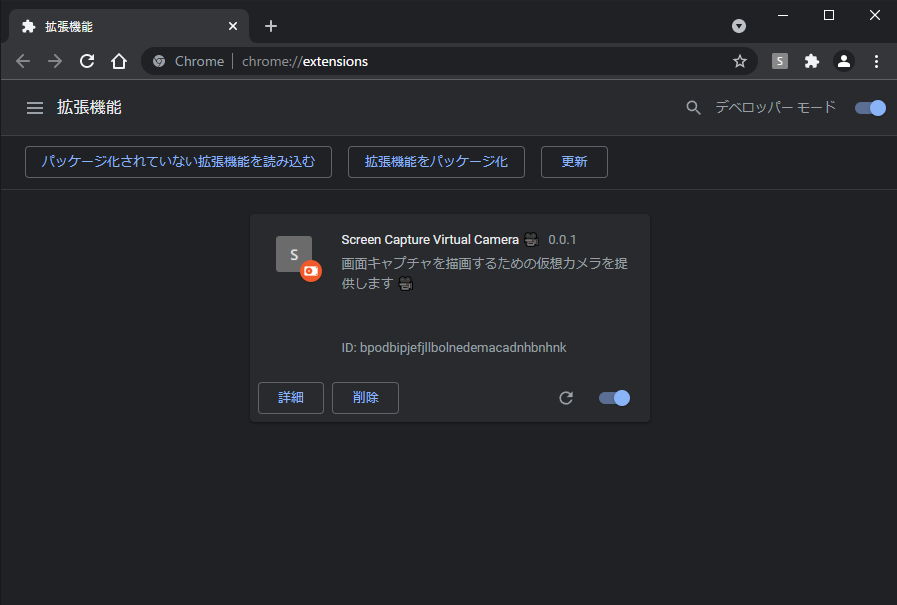 拡張機能
Chrome | chrome://extensions
S
拡張機能
デベロッパー モード
パッケージ化されていない拡張機能を読み込む
拡張機能をパッケージ化
更新
S
Screen Capture Virtual Camera 🎥 0.0.1
画面キャプチャを描画するための仮想カメラを提
供します 🎥
ID: bpodbipjefjllbolnedemacadnhbnhnk
詳細
削除